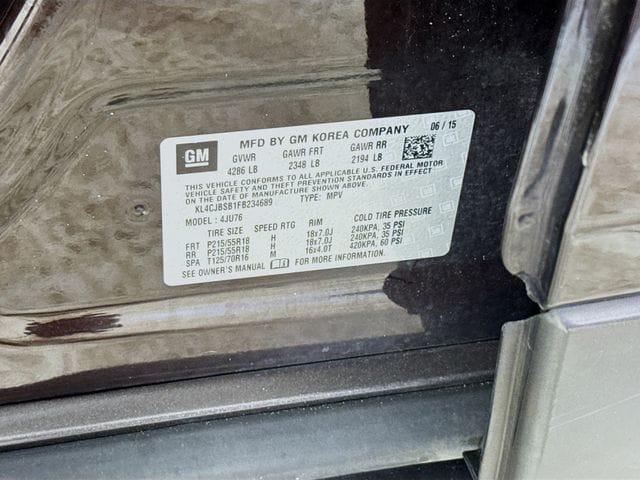 MFD BY GM KOREA COMPANY 06/15
GM GVWR GAWR FRT GAWR RR
4286 LB 2348 LB 2194 LB
THIS VEHICLE CONFORMS TO ALL APPLICABLE U.S. FEDERAL MOTOR
VEHICLE SAFETY AND THEFT PREVENTION STANDARDS IN EFFECT
ON THE DATE OF MANUFACTURE SHOWN ABOVE.
KL4CJBSB1FB234689 TYPE: MPV
MODEL: 4JU76
TIRE SIZE SPEED RTG RIM COLD TIRE PRESSURE
FRT P215/55R18 H 18x7.0J 240KPA, 35 PSI
RR P215/55R18 H 18x7.0J 240KPA, 35 PSI
SPA T125/70R16 M 16x4.0T 420KPA, 60 PSI
SEE OWNER'S MANUAL FOR MORE INFORMATION.